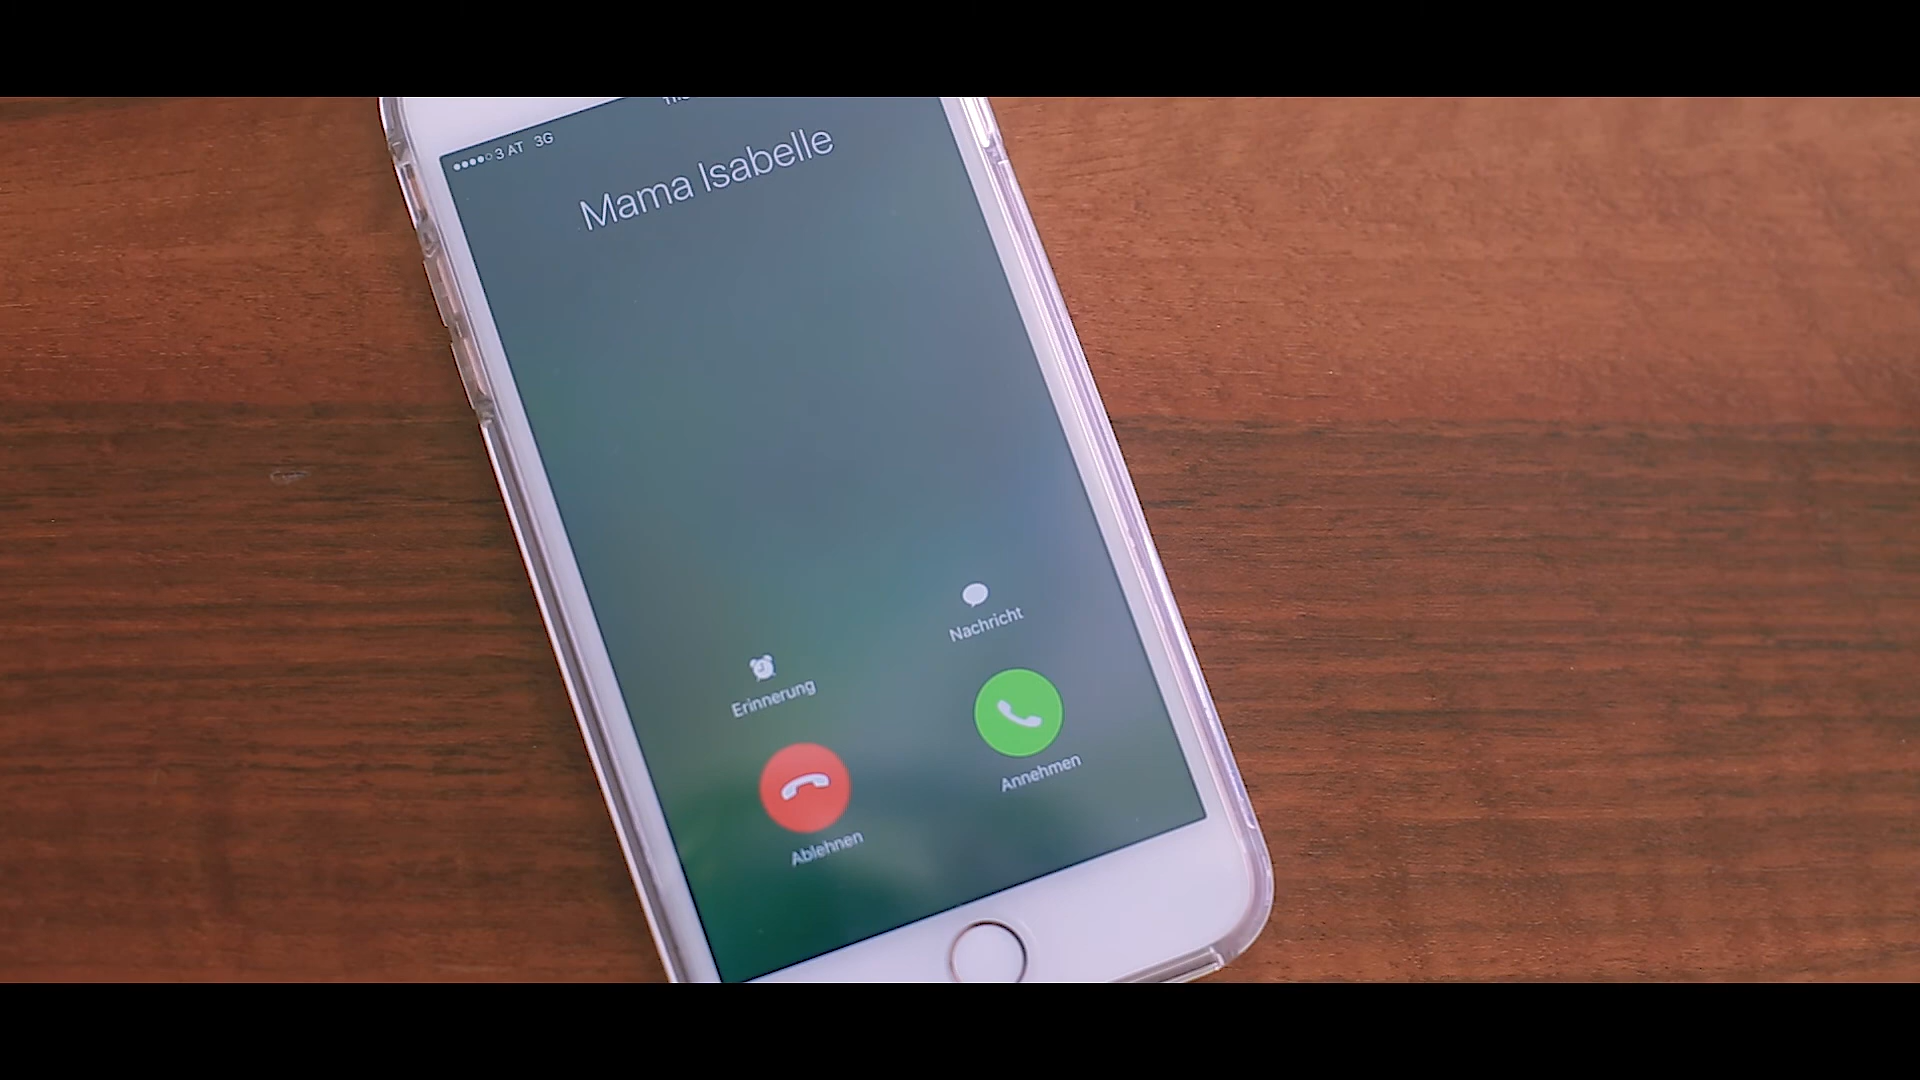 3 AT 3G
Mama Isabelle
Nachricht
Erinnerung
Annehmen
Ablehnen